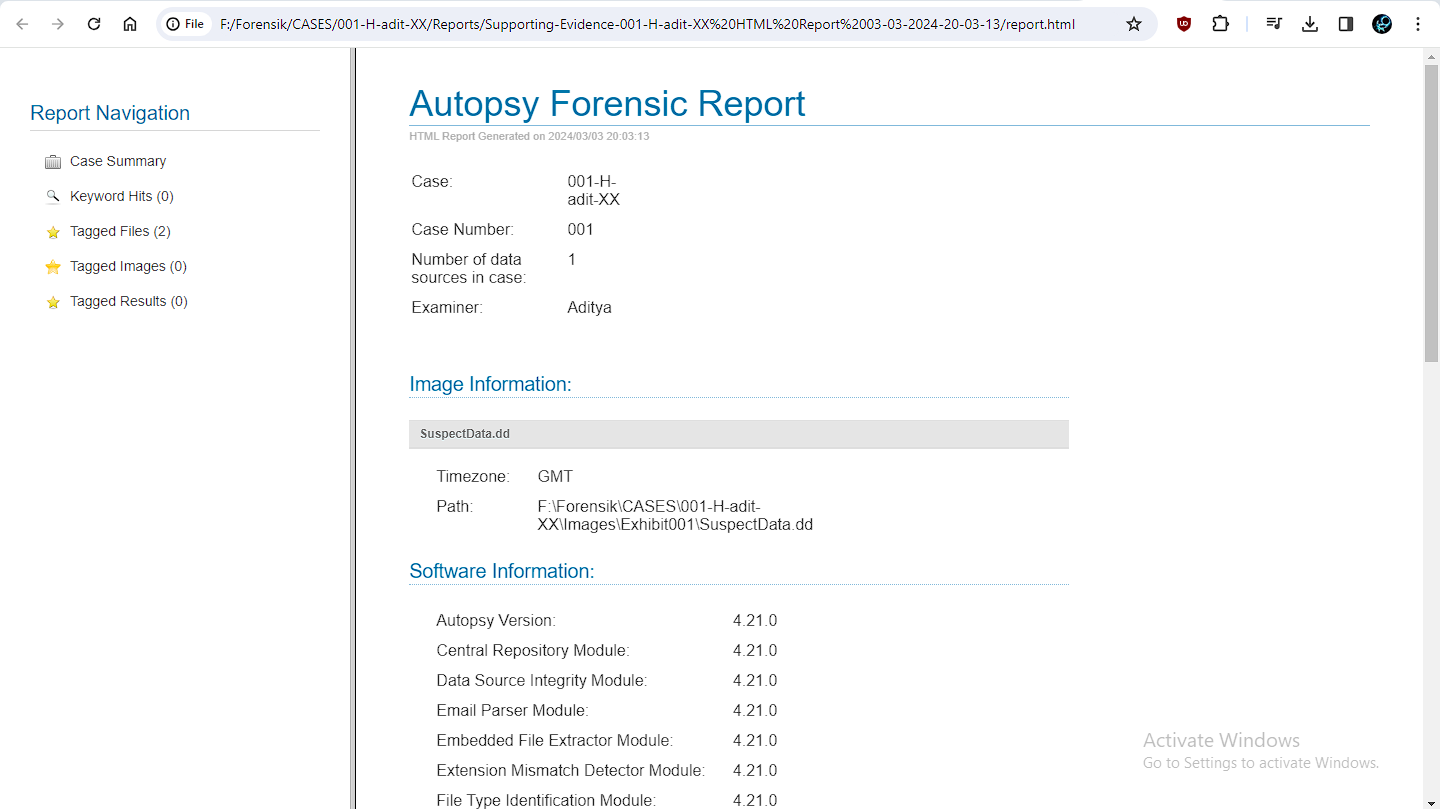 File
F:/Forensik/CASES/001-H-adit-XX/Reports/Supporting-Evidence-001-H-adit-XX%20HTML%20Report%2003-03-2024-20-03-13/report.html
Report Navigation
Case Summary
Keyword Hits (0)
Tagged Files (2)
Tagged Images (0)
Tagged Results (0)
Autopsy Forensic Report
HTML Report Generated on 2024/03/03 20:03:13
Case: 001-H-
adit-XX
Case Number: 001
Number of data 1
sources in case:
Examiner: Aditya
Image Information:
SuspectData.dd
Timezone: GMT
Path: F:\Forensik\CASES\001-H-adit-
XX\Images\Exhibit001\SuspectData.dd
Software Information:
Autopsy Version: 4.21.0
Central Repository Module: 4.21.0
Data Source Integrity Module: 4.21.0
Email Parser Module: 4.21.0
Embedded File Extractor Module: 4.21.0
Extension Mismatch Detector Module: 4.21.0
File Type Identification Module: 4.21.0
Activate Windows
Go to Settings to activate Windows.